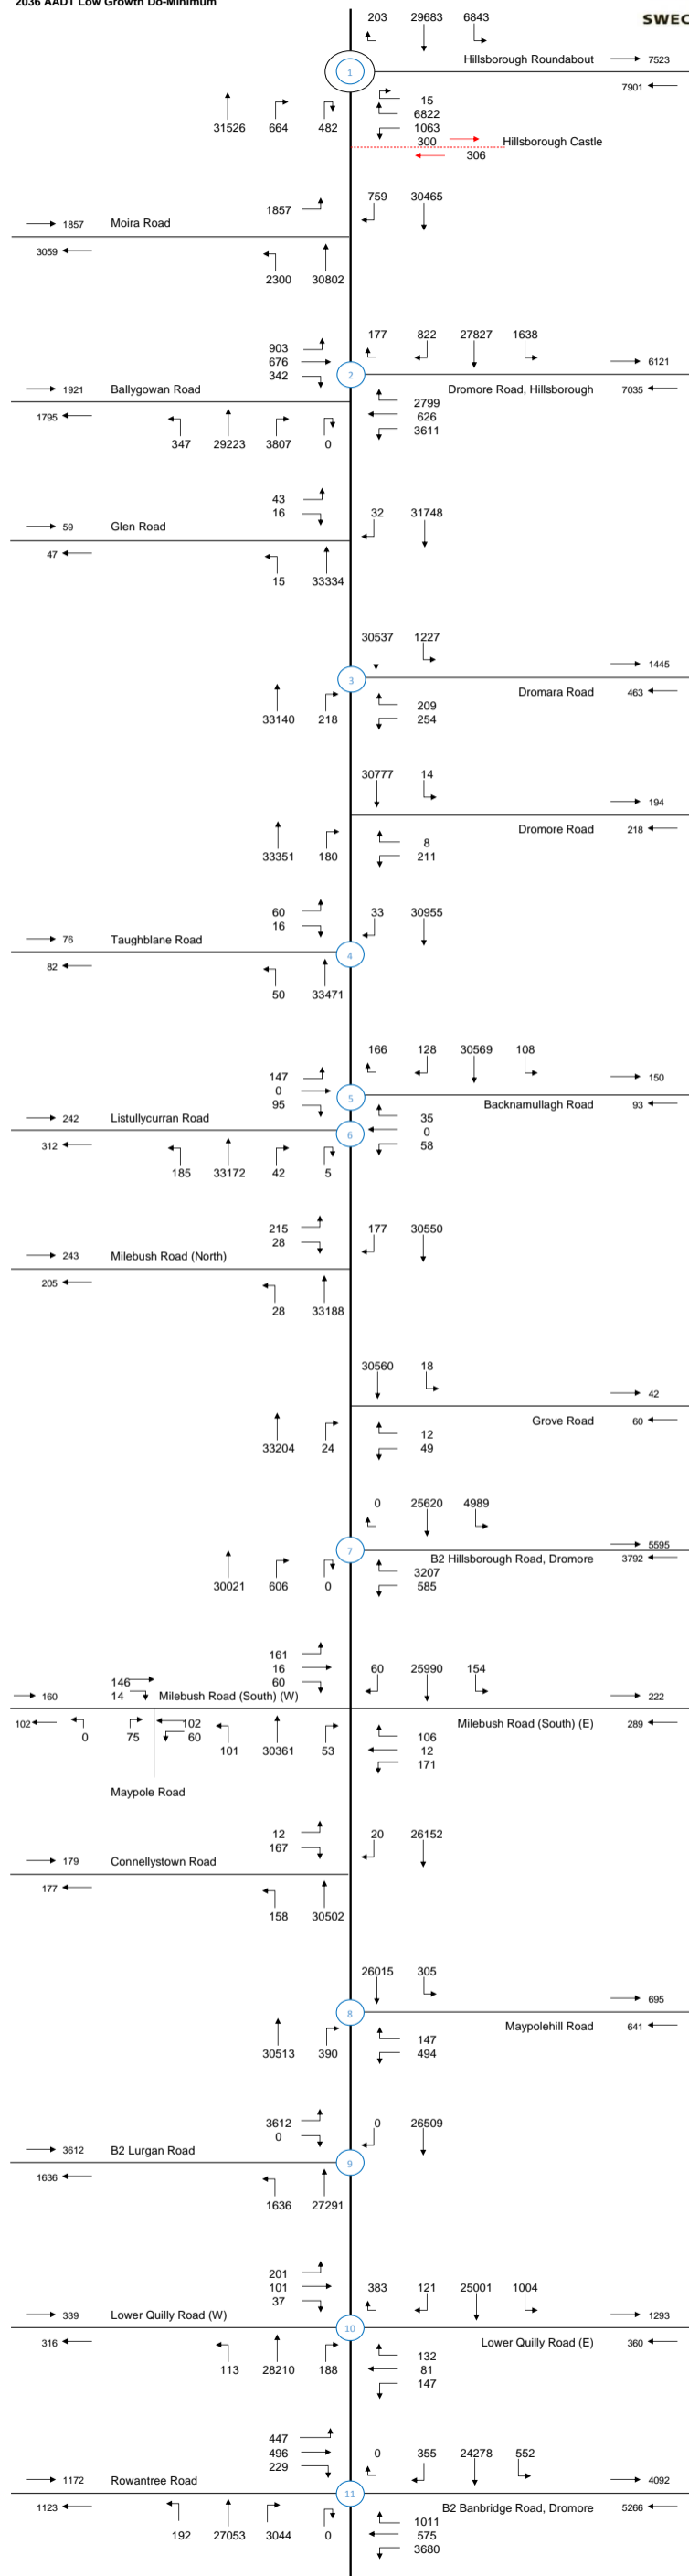 2036 AADT Low Growth Do-Minimum
SWEC
203 29683 6843
Hillsborough Roundabout 7523
1
7901
15
6822
31526 664 482 1063
300 Hillsborough Castle
306
1857 759 30465
1857 Moira Road
3059
2300 30802
177 822 27827 1638
903
676 6121
342 2
1921 Ballygowan Road Dromore Road, Hillsborough 7035
2799
1795 626
347 29223 3807 0 3611
43
16 32 31748
59 Glen Road
47
15 33334
30537 1227
1445
3
Dromara Road 463
209
33140 218 254
30777 14
194
Dromore Road 218
8
33351 180 211
60 33 30955
16
76 Taughblane Road
4
82
50 33471
166 128 30569 108
147 150
0 5
95 Backnamullagh Road 93
242 Listullycurran Road 35
6 0
312 58
185 33172 42 5
215 177 30550
28
243 Milebush Road (North)
205
28 33188
30560 18
42
Grove Road 60
12
33204 24 49
0 25620 4989
5595
7
B2 Hillsborough Road, Dromore 3792
3207
30021 606 0 585
161
16 60 25990 154
146 60
160 14 Milebush Road (South) (W) 222
102 102 Milebush Road (South) (E) 289
0 75 60 106
101 30361 53 12
171
Maypole Road
12 20 26152
167
179 Connellystown Road
177
158 30502
26015 305
695
8
Maypolehill Road 641
147
30513 390 494
3612 0 26509
0
3612 B2 Lurgan Road
9
1636
1636 27291
201
101 383 121 25001 1004
37
339 Lower Quilly Road (W) 1293
10
316 Lower Quilly Road (E) 360
132
113 28210 188 81
147
447
496 0 355 24278 552
229
1172 Rowantree Road 4092
11
1123 B2 Banbridge Road, Dromore 5266
1011
192 27053 3044 0 575
3680